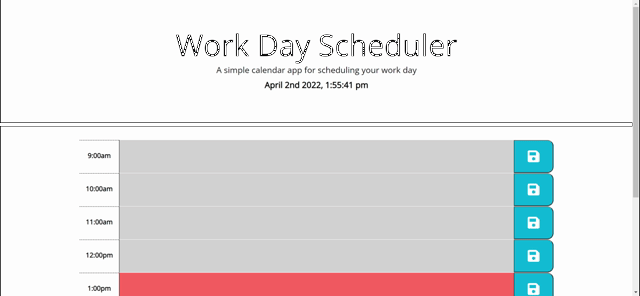 Work Day Scheduler
A simple calendar app for scheduling your work day
April 2nd 2022, 1:55:41 pm
9:00am
10:00am
11:00am
12:00pm
1:00pm